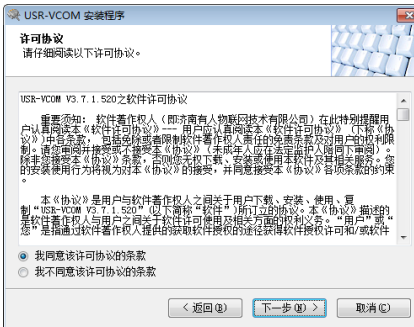 USR-VCOM 安装程序
许可协议
请仔细阅读以下许可协议。
USR-VCOM V3.7.1.520之软件许可协议
重要须知： 软件著作权人（即济南有人物联网技术有限公司）在此特别提醒用
户认真阅读本《软件许可协议》--- 用户应认真阅读本《软件许可协议》（下称《协
议》）中各条款， 包括免除或者限制软件著作权人责任的免责条款及对用户的权利限
制。请您审阅并接受或不接受本《协议》（未成年人应在法定监护人陪同下审阅）。
除非您接受本《协议》条款，否则您无权下载、安装或使用本软件及其相关服务。您
的安装使用行为将视为对本《协议》的接受，并同意接受本《协议》各项条款的约束
。
本《协议》是用户与软件著作权人之间关于用户下载、安装、使用、复
制“USR-VCOM V3.7.1.520”（以下简称“软件”）所订立的协议。本《协议》描述的
是软件著作权人与用户之间关于软件许可使用及相关方面的权利义务。“用户”或“
您”是指通过软件著作权人提供的获取软件授权的途径获得软件授权许可和/或软件
我同意该许可协议的条款
我不同意该许可协议的条款
< 返回(B)
下一步(N) >
取消(C)